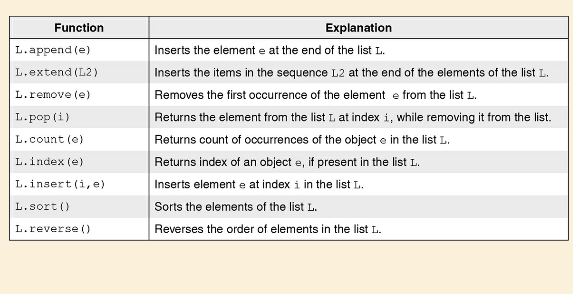 Function Explanation
L.append(e) Inserts the element e at the end of the list L.
L.extend(L2) Inserts the items in the sequence L2 at the end of the elements of the list L.
L.remove(e) Removes the first occurrence of the element e from the list L.
L.pop(i) Returns the element from the list L at index i, while removing it from the list.
L.count(e) Returns count of occurrences of the object e in the list L.
L.index(e) Returns index of an object e, if present in the list L.
L.insert(i,e) Inserts element e at index i in the list L.
L.sort() Sorts the elements of the list L.
L.reverse() Reverses the order of elements in the list L.